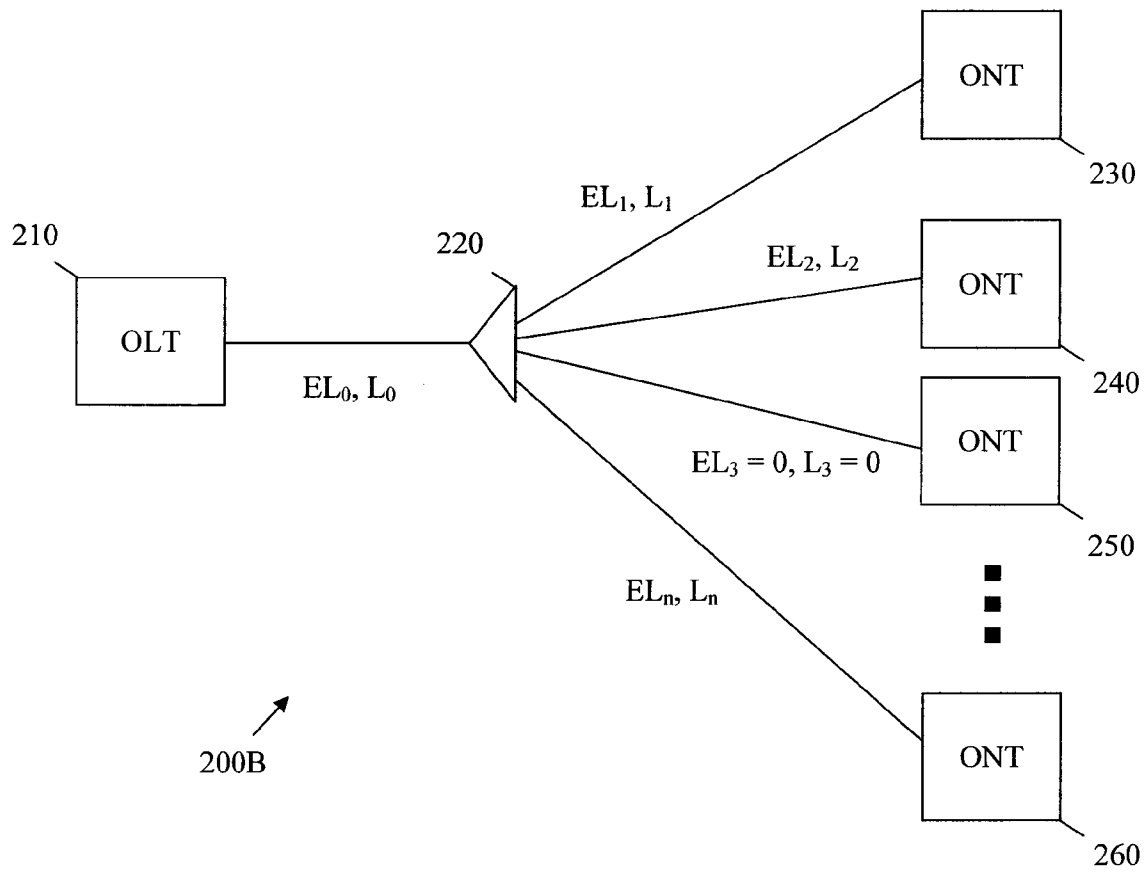 ONT
230
EL₁, L₁
210
220
EL₂, L₂
ONT
OLT
240
EL₀, L₀
ONT
EL₃ = 0, L₃ = 0
250
ELₙ, Lₙ
200B
ONT
260